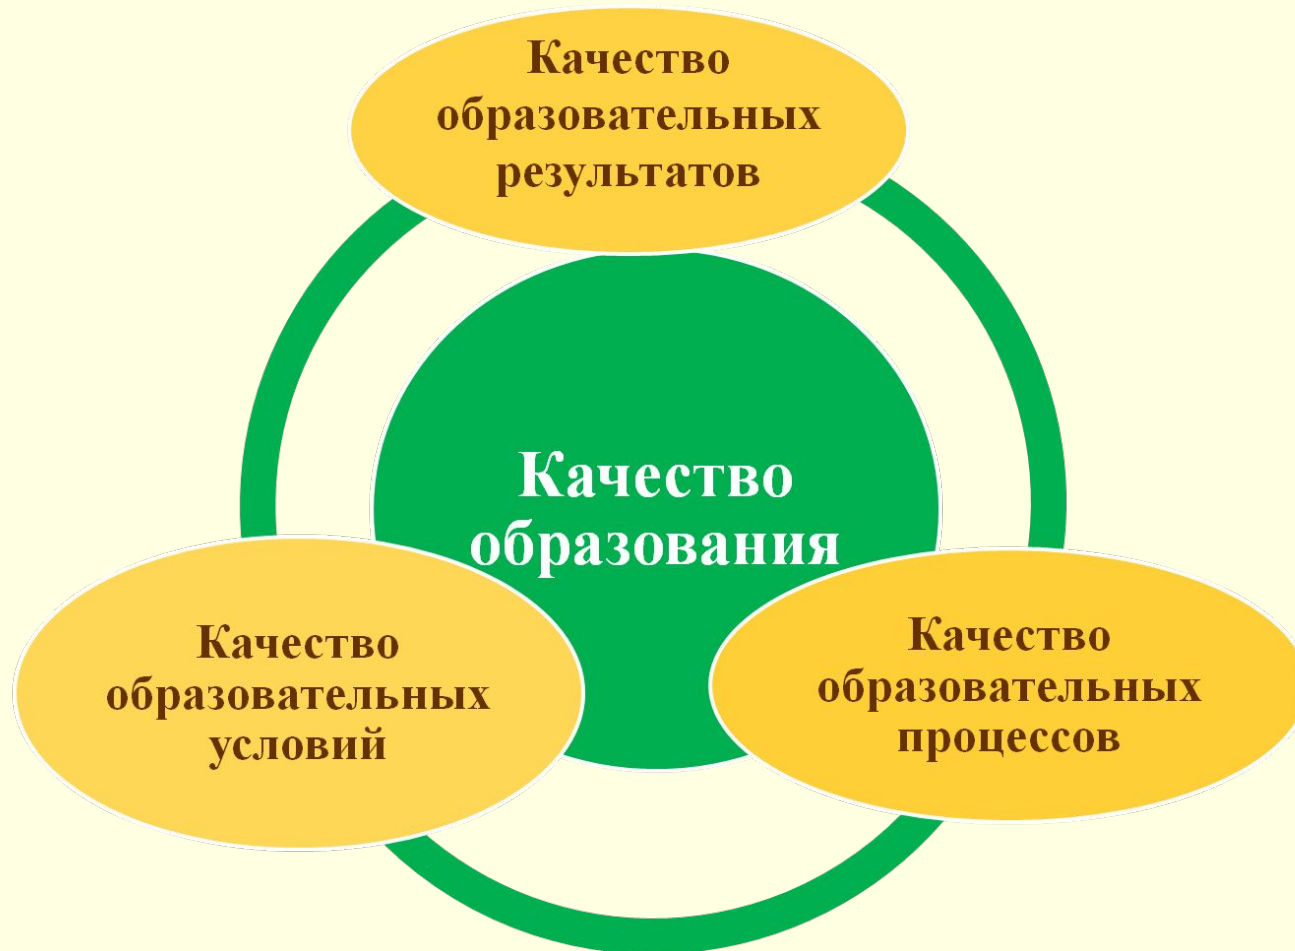 Качество
образовательных
результатов
Качество
образования
Качество
образовательных
условий
Качество
образовательных
процессов